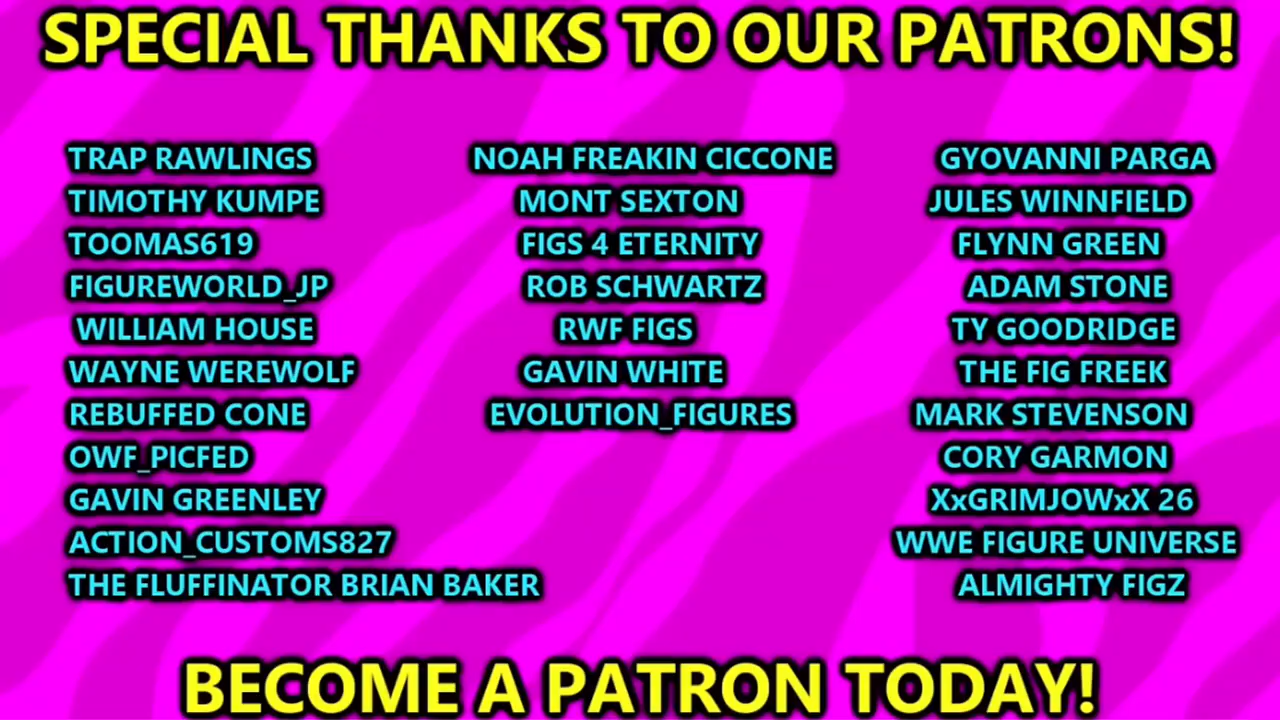 SPECIAL THANKS TO OUR PATRONS!
TRAP RAWLINGS
TIMOTHY KUMPE
TOOMAS619
FIGUREWORLD_JP
WILLIAM HOUSE
WAYNE WEREWOLF
REBUFFED CONE
OWF_PICFED
GAVIN GREENLEY
ACTION_CUSTOMS827
THE FLUFFINATOR BRIAN BAKER
NOAH FREAKIN CICCONE
MONT SEXTON
FIGS 4 ETERNITY
ROB SCHWARTZ
RWF FIGS
GAVIN WHITE
EVOLUTION_FIGURES
GYOVANNI PARGA
JULES WINNFIELD
FLYNN GREEN
ADAM STONE
TY GOODRIDGE
THE FIG FREEK
MARK STEVENSON
CORY GARMON
XxGRIMJOWxX 26
WWE FIGURE UNIVERSE
ALMIGHTY FIGZ
BECOME A PATRON TODAY!